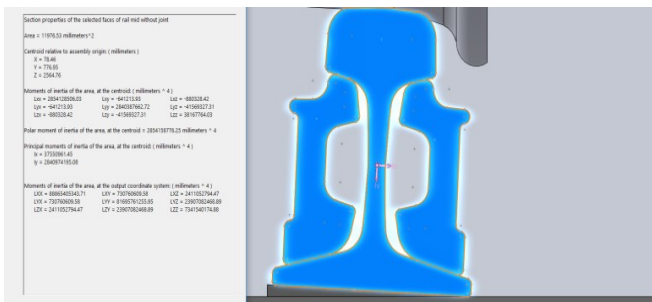 Section properties of the selected faces of rail mid without joint
Area = 11976.53 millimeters^2
Centroid relative to assembly origin: ( millimeters )
X = 78.46
Y = 776.85
Z = 2564.76
Moments of inertia of the area, at the centroid: ( millimeters ^ 4 )
Lxx = 2854128506.03 Lxy = -641213.93 Lxz = -880328.42
Lyx = -641213.93 Lyy = 2840387662.72 Lyz = -41569327.31
Lzx = -880328.42 Lzy = -41569327.31 Lzz = 38167764.03
Polar moment of inertia of the area, at the centroid = 2854158776.25 millimeters ^ 4
Principal moments of inertia of the area, at the centroid: ( millimeters ^ 4 )
Ix = 37550961.45
Iy = 2840974195.08
Moments of inertia of the area, at the output coordinate system: ( millimeters ^ 4 )
LXX = 88865405343.71 LXY = 730760609.58 LXZ = 2411052794.47
LYX = 730760609.58 LYY = 81695761235.95 LYZ = 23907082468.89
LZX = 2411052794.47 LZY = 23907082468.89 LZZ = 7341540174.88